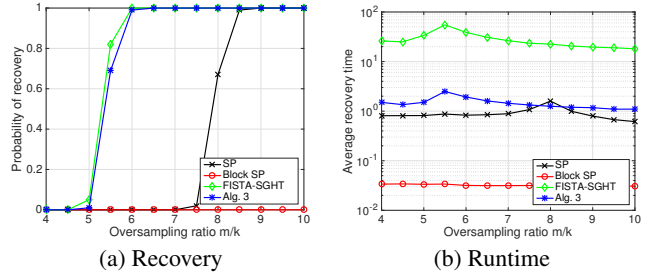 1
0.8
0.6
0.4
0.2
0
Probability of recovery
SP
Block SP
FISTA-SGHT
Alg. 3
4 5 6 7 8 9 10
Oversampling ratio m/k
(a) Recovery
10^2
10^1
10^0
10^-1
10^-2
Average recovery time
SP
Block SP
FISTA-SGHT
Alg. 3
4 5 6 7 8 9 10
Oversampling ratio m/k
(b) Runtime